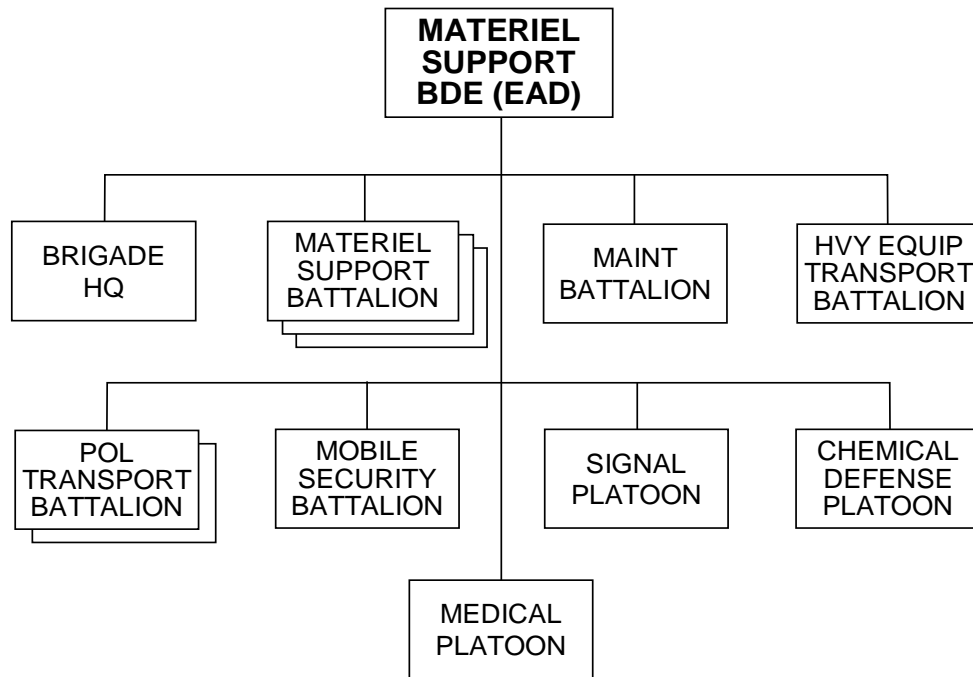 MATERIEL
SUPPORT
BDE (EAD)
BRIGADE
HQ
MATERIEL
SUPPORT
BATTALION
MAINT
BATTALION
HVY EQUIP
TRANSPORT
BATTALION
POL
TRANSPORT
BATTALION
MOBILE
SECURITY
BATTALION
SIGNAL
PLATOON
CHEMICAL
DEFENSE
PLATOON
MEDICAL
PLATOON